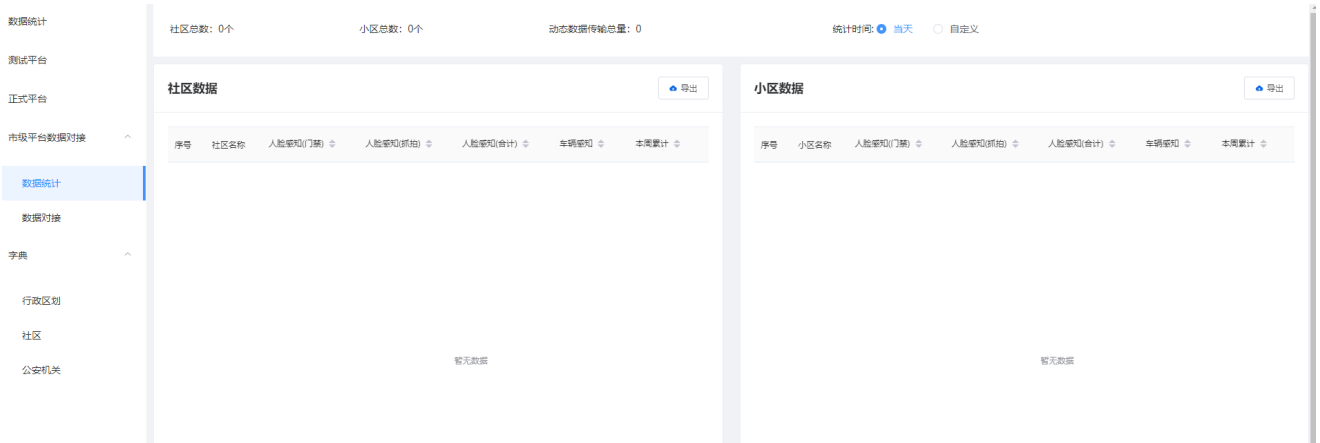 数据统计
测试平台
正式平台
市级平台数据对接
数据统计
数据对接
字典
行政区划
社区
公安机关
社区总数：0个 小区总数：0个 动态数据传输总量：0 统计时间: 当天 自定义
社区数据 导出
序号 社区名称 人脸感知(门禁) 人脸感知(抓拍) 人脸感知(合计) 车辆感知 本周累计
暂无数据
小区数据 导出
序号 小区名称 人脸感知(门禁) 人脸感知(抓拍) 人脸感知(合计) 车辆感知 本周累计
暂无数据